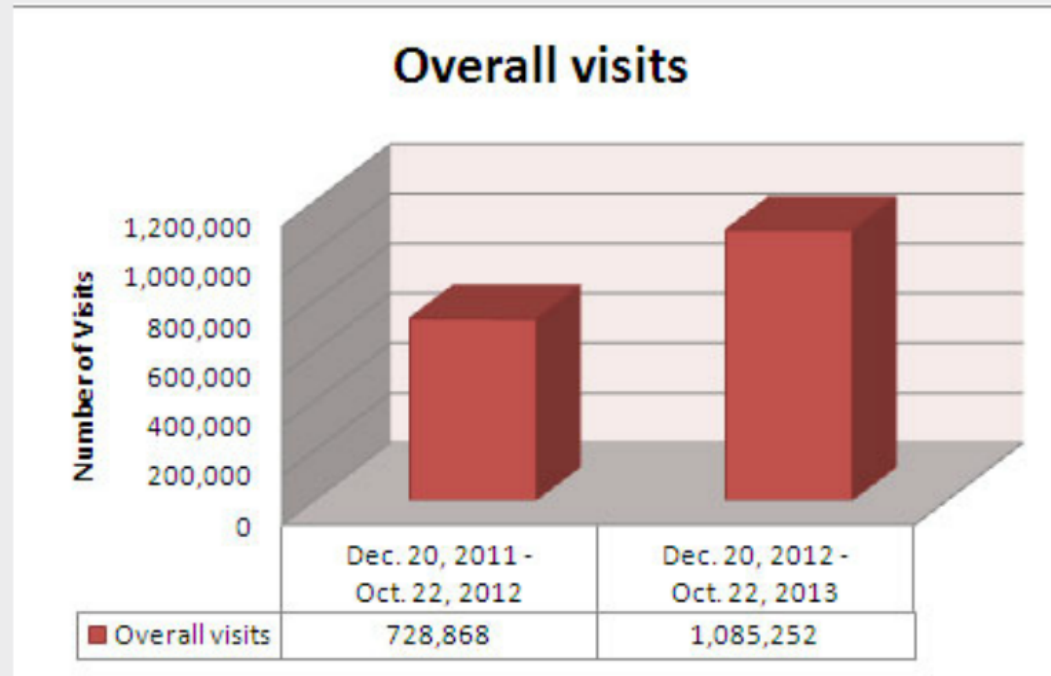 Overall visits
Number of Visits
1,200,000
1,000,000
800,000
600,000
400,000
200,000
0
Dec. 20, 2011 -
Oct. 22, 2012
Dec. 20, 2012 -
Oct. 22, 2013
Overall visits 728,868 1,085,252